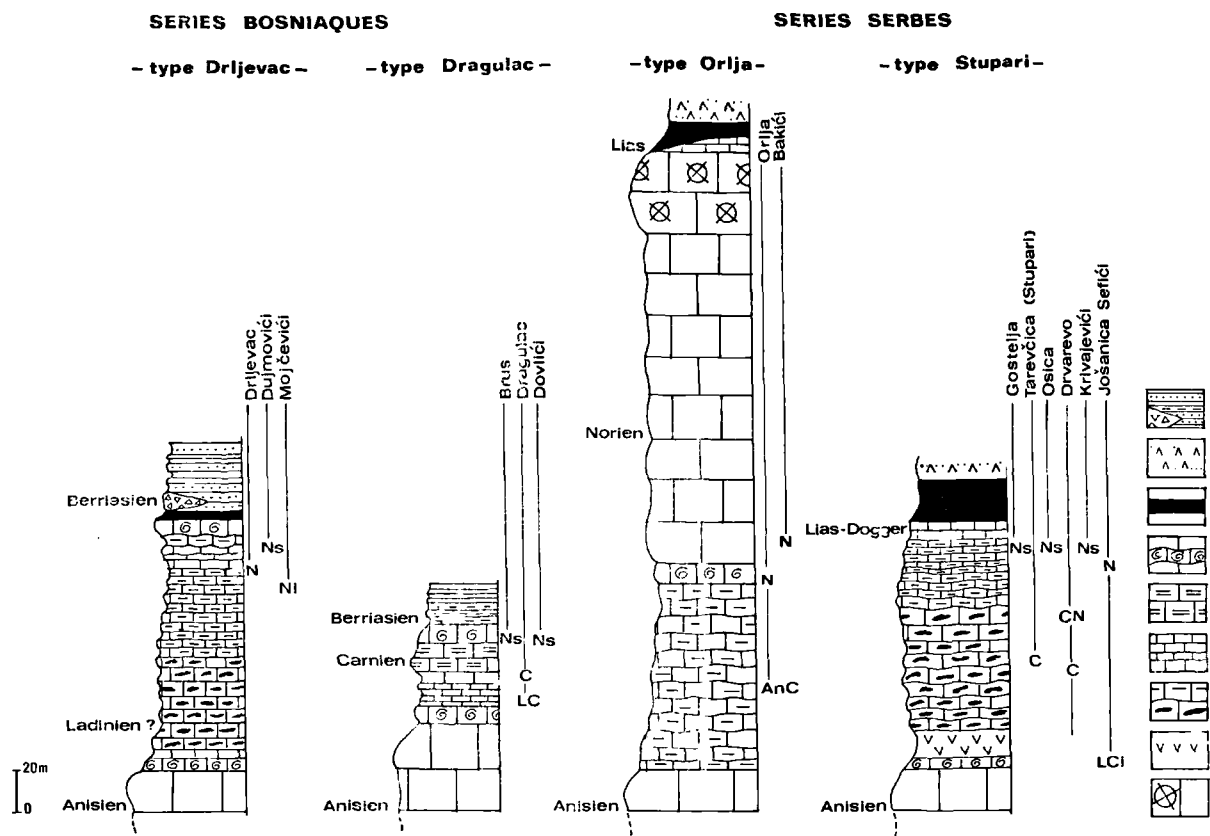 SERIES BOSNIAQUES
SERIES SERBES
– type Drljevac –
– type Dragulac –
– type Orlja –
– type Stupari –
Drljevac
Dujmovići
Mojčevići
Brus
Dragulac
Dovlići
Orlja
Bakići
Gostelja
Tarevčica (Stupari)
Osica
Drvarevo
Krivajevići
Jošanica Sefići
Berriasien
Ladinien ?
Anisien
Ns
N
NI
Berriasien
Carnien
Anisien
Ns
Ns
C
LC
Lias
Norien
Anisien
N
N
AnC
Lias-Dogger
Anisien
Ns
Ns
Ns
N
CN
C
C
LCi
20m
0